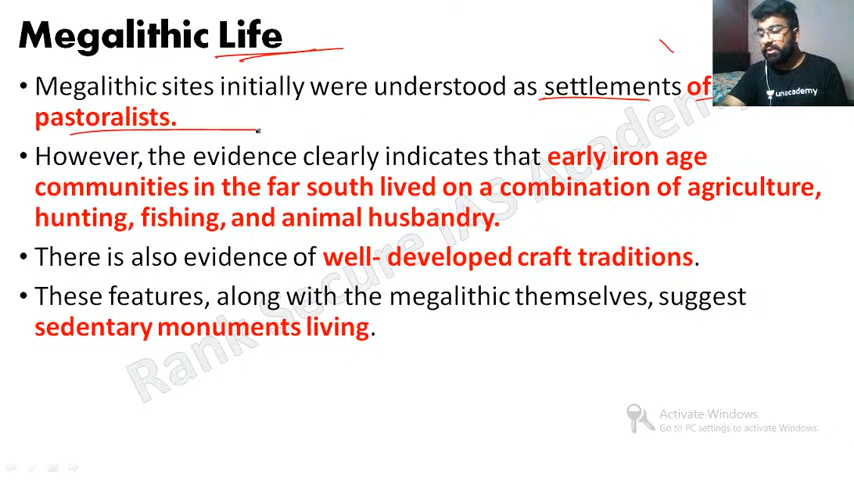 Megalithic Life
• Megalithic sites initially were understood as settlements of
pastoralists.
• However, the evidence clearly indicates that early iron age
communities in the far south lived on a combination of agriculture,
hunting, fishing, and animal husbandry.
• There is also evidence of well- developed craft traditions.
• These features, along with the megalithic themselves, suggest
sedentary monuments living.
Rank Secure IAS Academy
unacademy
Activate Windows
Go to PC settings to activate Windows.